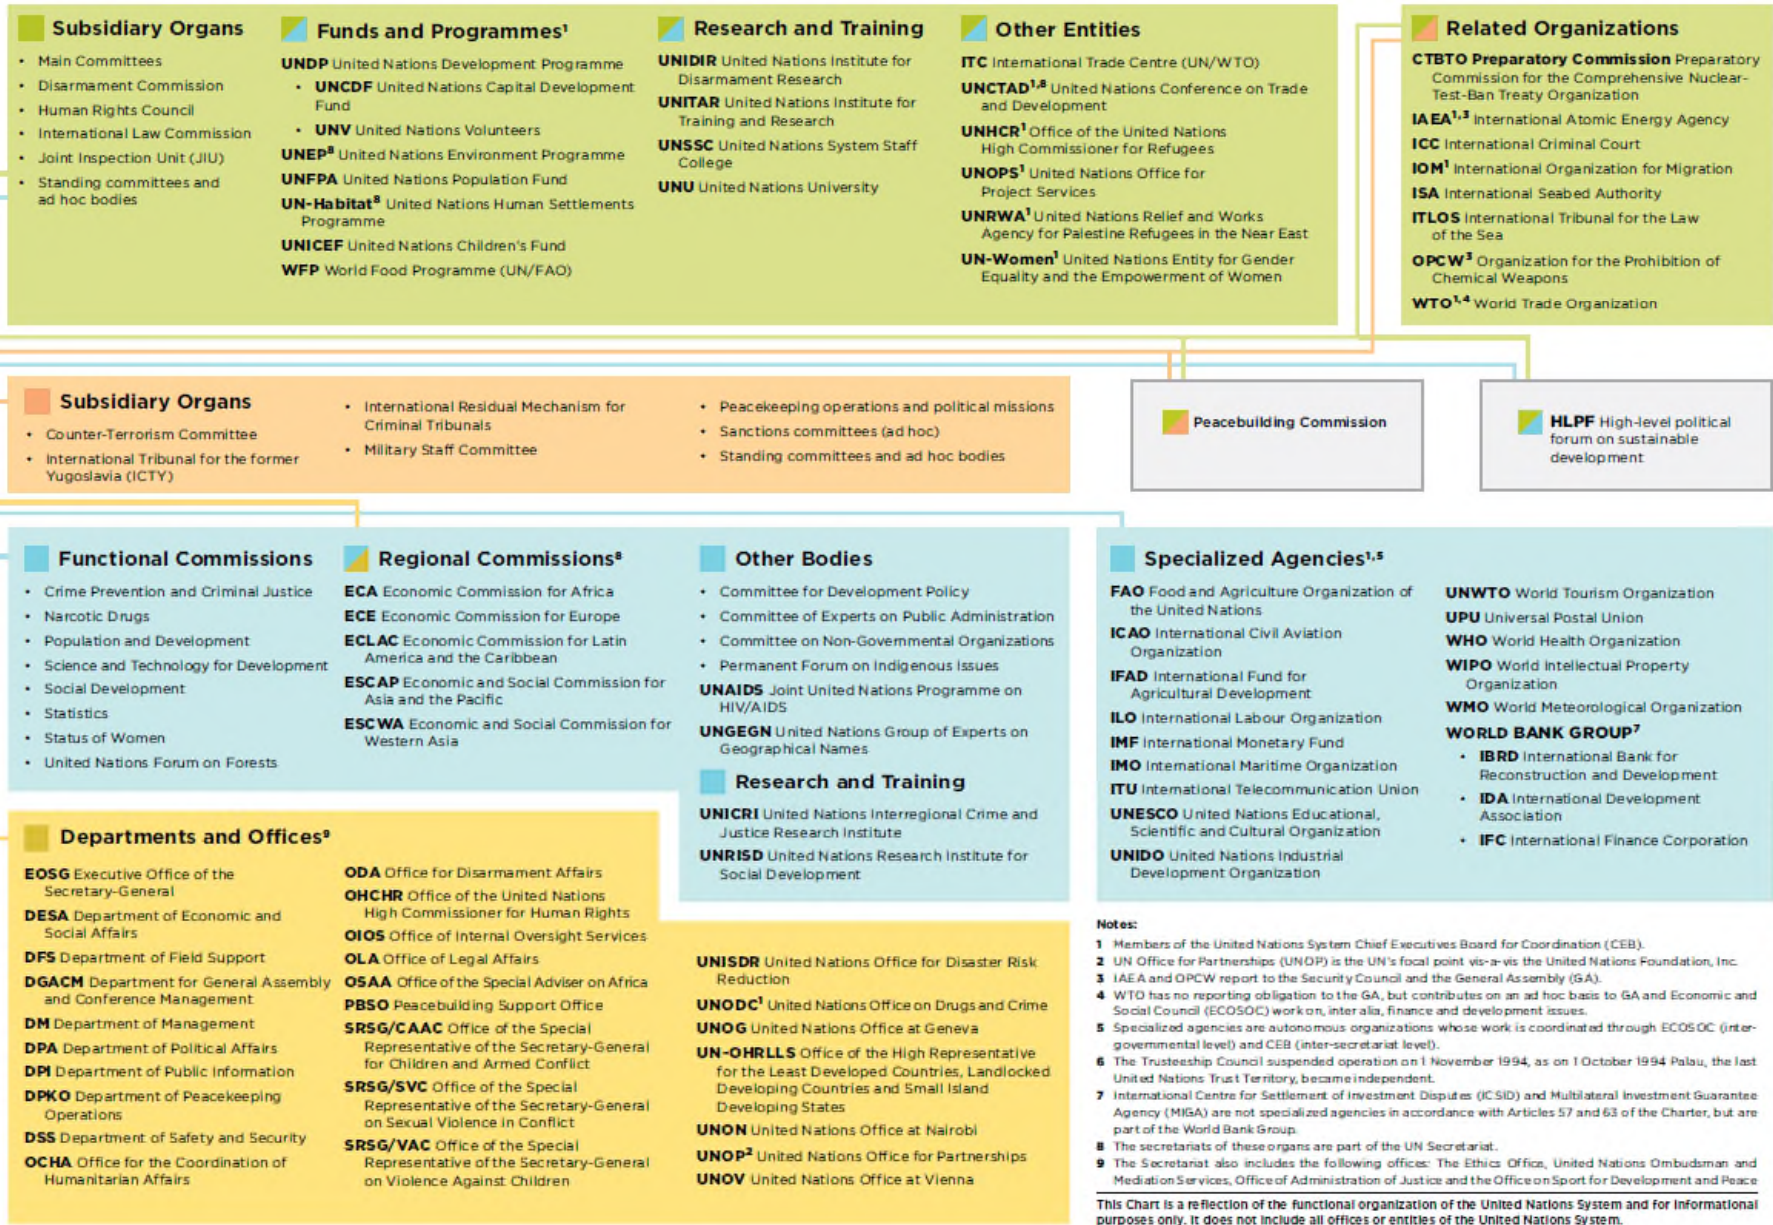 Subsidiary Organs
• Main Committees
• Disarmament Commission
• Human Rights Council
• International Law Commission
• Joint Inspection Unit (JIU)
• Standing committees and
ad hoc bodies
Funds and Programmes¹
UNDP United Nations Development Programme
• UNCDF United Nations Capital Development
Fund
• UNV United Nations Volunteers
UNEP⁸ United Nations Environment Programme
UNFPA United Nations Population Fund
UN-Habitat⁸ United Nations Human Settlements
Programme
UNICEF United Nations Children's Fund
WFP World Food Programme (UN/FAO)
Research and Training
UNIDIR United Nations Institute for
Disarmament Research
UNITAR United Nations Institute for
Training and Research
UNSSC United Nations System Staff
College
UNU United Nations University
Other Entities
ITC International Trade Centre (UN/WTO)
UNCTAD¹,⁸ United Nations Conference on Trade
and Development
UNHCR¹ Office of the United Nations
High Commissioner for Refugees
UNOPS¹ United Nations Office for
Project Services
UNRWA¹ United Nations Relief and Works
Agency for Palestine Refugees in the Near East
UN-Women¹ United Nations Entity for Gender
Equality and the Empowerment of Women
Related Organizations
CTBTO Preparatory Commission Preparatory
Commission for the Comprehensive Nuclear-
Test-Ban Treaty Organization
IAEA¹,³ International Atomic Energy Agency
ICC International Criminal Court
IOM¹ International Organization for Migration
ISA International Seabed Authority
ITLOS International Tribunal for the Law
of the Sea
OPCW³ Organization for the Prohibition of
Chemical Weapons
WTO¹,⁴ World Trade Organization
Subsidiary Organs
• Counter-Terrorism Committee
• International Tribunal for the former
Yugoslavia (ICTY)
• International Residual Mechanism for
Criminal Tribunals
• Military Staff Committee
• Peacekeeping operations and political missions
• Sanctions committees (ad hoc)
• Standing committees and ad hoc bodies
Peacebuilding Commission
HLPF High-level political
forum on sustainable
development
Functional Commissions
• Crime Prevention and Criminal Justice
• Narcotic Drugs
• Population and Development
• Science and Technology for Development
• Social Development
• Statistics
• Status of Women
• United Nations Forum on Forests
Regional Commissions⁸
ECA Economic Commission for Africa
ECE Economic Commission for Europe
ECLAC Economic Commission for Latin
America and the Caribbean
ESCAP Economic and Social Commission for
Asia and the Pacific
ESCWA Economic and Social Commission for
Western Asia
Other Bodies
• Committee for Development Policy
• Committee of Experts on Public Administration
• Committee on Non-Governmental Organizations
• Permanent Forum on Indigenous Issues
UNAIDS Joint United Nations Programme on
HIV/AIDS
UNGEGN United Nations Group of Experts on
Geographical Names
Research and Training
UNICRI United Nations Interregional Crime and
Justice Research Institute
UNRISD United Nations Research Institute for
Social Development
Specialized Agencies¹,⁵
FAO Food and Agriculture Organization of
the United Nations
ICAO International Civil Aviation
Organization
IFAD International Fund for
Agricultural Development
ILO International Labour Organization
IMF International Monetary Fund
IMO International Maritime Organization
ITU International Telecommunication Union
UNESCO United Nations Educational,
Scientific and Cultural Organization
UNIDO United Nations Industrial
Development Organization
UNWTO World Tourism Organization
UPU Universal Postal Union
WHO World Health Organization
WIPO World Intellectual Property
Organization
WMO World Meteorological Organization
WORLD BANK GROUP⁷
• IBRD International Bank for
Reconstruction and Development
• IDA International Development
Association
• IFC International Finance Corporation
Departments and Offices⁹
EOSG Executive Office of the
Secretary-General
DESA Department of Economic and
Social Affairs
DFS Department of Field Support
DGACM Department for General Assembly
and Conference Management
DM Department of Management
DPA Department of Political Affairs
DPI Department of Public Information
DPKO Department of Peacekeeping
Operations
DSS Department of Safety and Security
OCHA Office for the Coordination of
Humanitarian Affairs
ODA Office for Disarmament Affairs
OHCHR Office of the United Nations
High Commissioner for Human Rights
OIOS Office of Internal Oversight Services
OLA Office of Legal Affairs
OSAA Office of the Special Adviser on Africa
PBSO Peacebuilding Support Office
SRSG/CAAC Office of the Special
Representative of the Secretary-General
for Children and Armed Conflict
SRSG/SVC Office of the Special
Representative of the Secretary-General
on Sexual Violence in Conflict
SRSG/VAC Office of the Special
Representative of the Secretary-General
on Violence Against Children
UNISDR United Nations Office for Disaster Risk
Reduction
UNODC¹ United Nations Office on Drugs and Crime
UNOG United Nations Office at Geneva
UN-OHRLLS Office of the High Representative
for the Least Developed Countries, Landlocked
Developing Countries and Small Island
Developing States
UNON United Nations Office at Nairobi
UNOP² United Nations Office for Partnerships
UNOV United Nations Office at Vienna
Notes:
1 Members of the United Nations System Chief Executives Board for Coordination (CEB).
2 UN Office for Partnerships (UNOP) is the UN's focal point vis-a-vis the United Nations Foundation, Inc.
3 IAEA and OPCW report to the Security Council and the General Assembly (GA).
4 WTO has no reporting obligation to the GA, but contributes on an ad hoc basis to GA and Economic and
Social Council (ECOSOC) work on, inter alia, finance and development issues.
5 Specialized agencies are autonomous organizations whose work is coordinated through ECOSOC (inter-
governmental level) and CEB (inter-secretariat level).
6 The Trusteeship Council suspended operation on 1 November 1994, as on 1 October 1994 Palau, the last
United Nations Trust Territory, became independent.
7 International Centre for Settlement of Investment Disputes (ICSID) and Multilateral Investment Guarantee
Agency (MIGA) are not specialized agencies in accordance with Articles 57 and 63 of the Charter, but are
part of the World Bank Group.
8 The secretariats of these organs are part of the UN Secretariat.
9 The Secretariat also includes the following offices: The Ethics Office, United Nations Ombudsman and
Mediation Services, Office of Administration of Justice and the Office on Sport for Development and Peace
This Chart is a reflection of the functional organization of the United Nations System and for informational
purposes only. It does not include all offices or entities of the United Nations System.